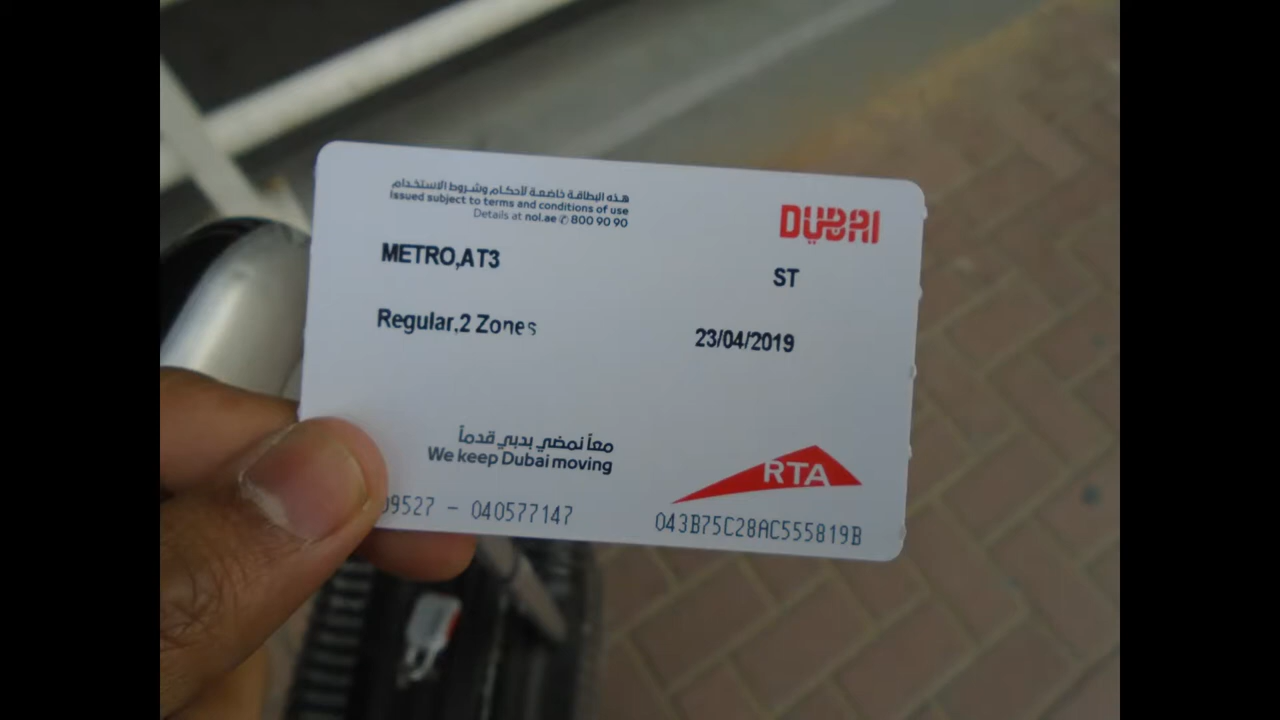 هذه البطاقة خاضعة لأحكام وشروط الاستخدام
Issued subject to terms and conditions of use
Details at nol.ae ✆ 800 90 90
DUBAI
METRO,AT3
ST
Regular,2 Zones
23/04/2019
معاً نمضي بدبي قدماً
We keep Dubai moving
RTA
09527 - 040577147
043B75C28AC555819B